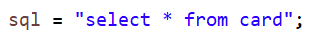 sql = "select * from card";